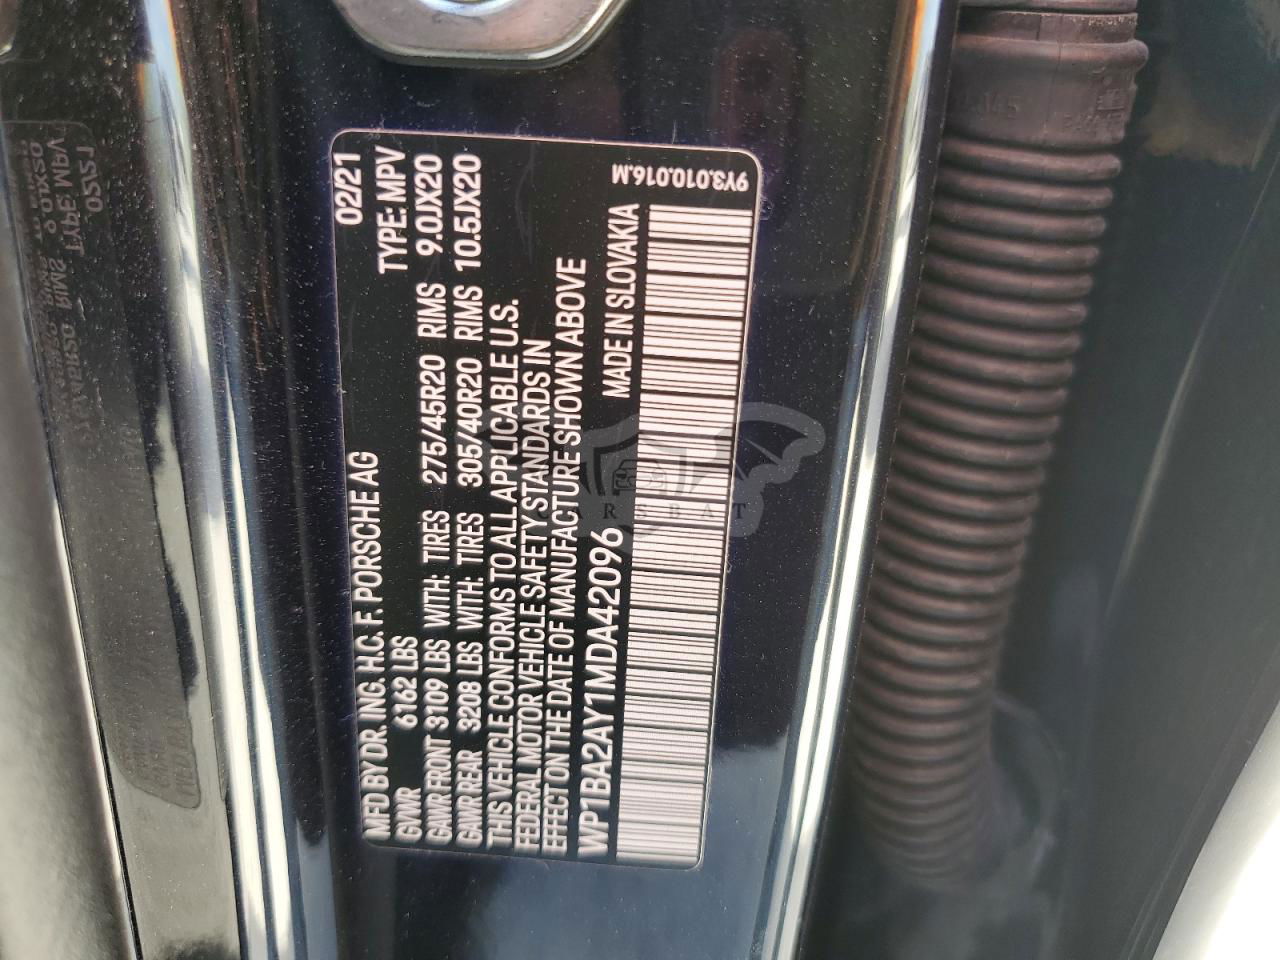 MFD BY DR. ING. H.C. F. PORSCHE AG 02/21
GVWR 6162 LBS TYPE: MPV
GAWR FRONT 3109 LBS WITH: TIRES 275/45R20 RIMS 9.0JX20
GAWR REAR 3208 LBS WITH: TIRES 305/40R20 RIMS 10.5JX20
THIS VEHICLE CONFORMS TO ALL APPLICABLE U.S.
FEDERAL MOTOR VEHICLE SAFETY STANDARDS IN
EFFECT ON THE DATE OF MANUFACTURE SHOWN ABOVE
WP1BA2AY1MDA42096 MADE IN SLOVAKIA
9Y3.010.016.M
CARSBAT